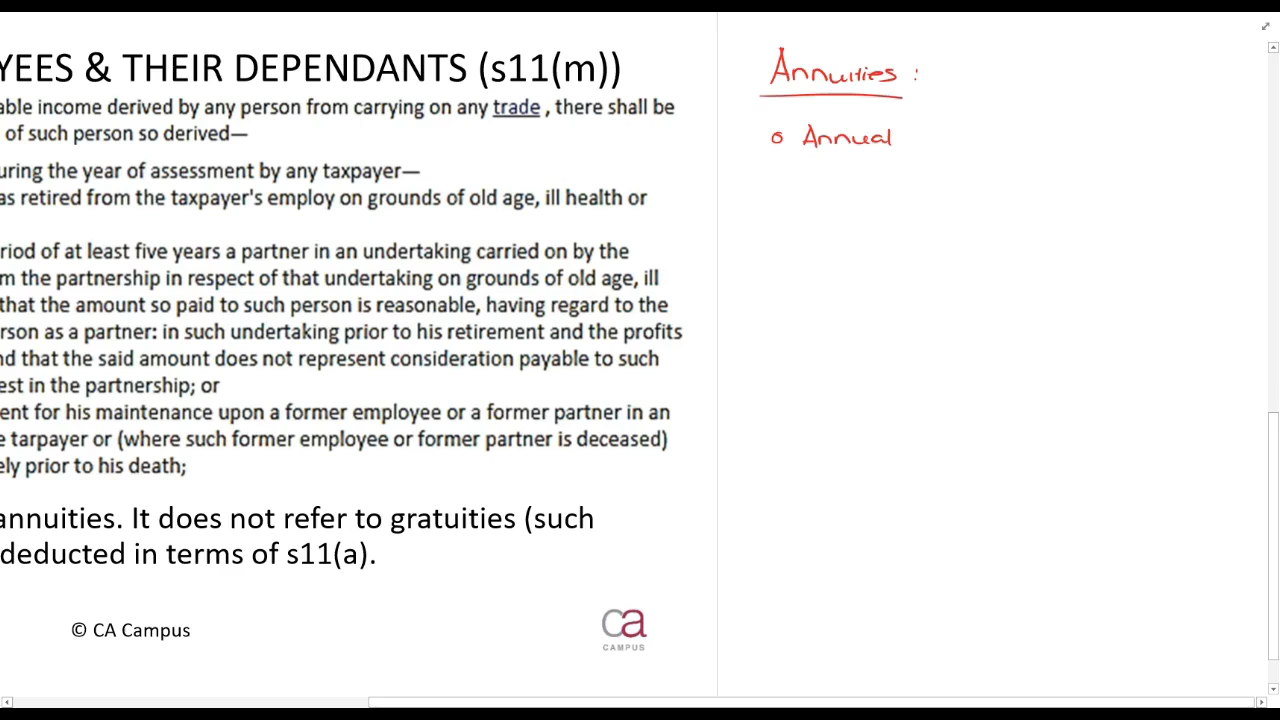 YEES & THEIR DEPENDANTS (s11(m))
able income derived by any person from carrying on any trade , there shall be
of such person so derived—
uring the year of assessment by any taxpayer—
as retired from the taxpayer's employ on grounds of old age, ill health or
riod of at least five years a partner in an undertaking carried on by the
m the partnership in respect of that undertaking on grounds of old age, ill
that the amount so paid to such person is reasonable, having regard to the
erson as a partner: in such undertaking prior to his retirement and the profits
nd that the said amount does not represent consideration payable to such
est in the partnership; or
ent for his maintenance upon a former employee or a former partner in an
e tarpayer or (where such former employee or former partner is deceased)
ely prior to his death;
annuities. It does not refer to gratuities (such
deducted in terms of s11(a).
© CA Campus
ca
CAMPUS
Annuities :
o Annual